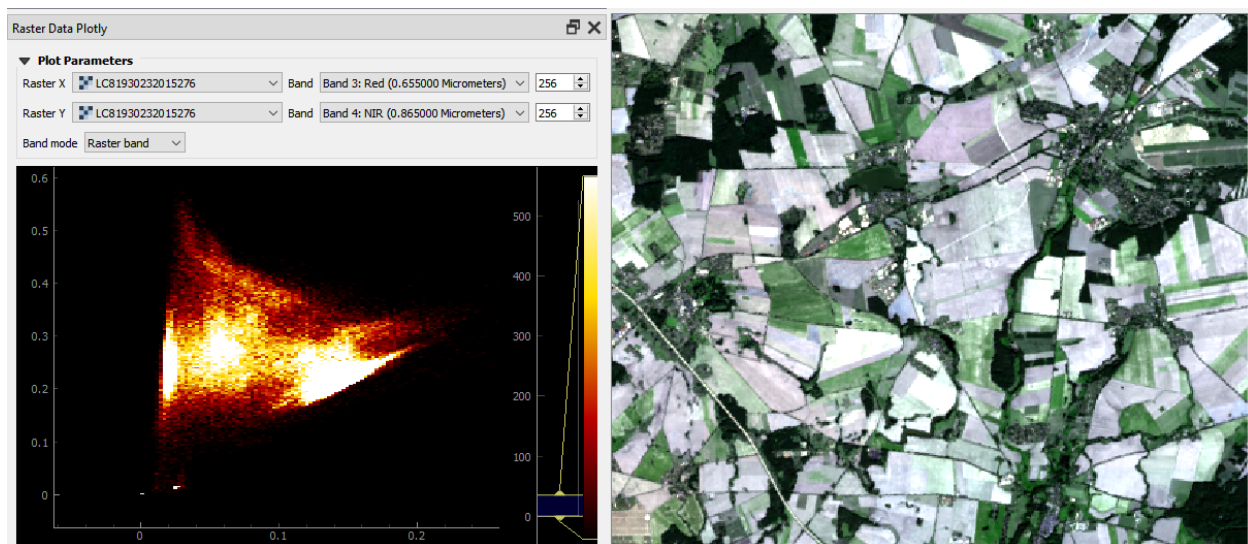 Raster Data Plotly
Plot Parameters
Raster X LC81930232015276 Band Band 3: Red (0.655000 Micrometers) 256
Raster Y LC81930232015276 Band Band 4: NIR (0.865000 Micrometers) 256
Band mode Raster band
0.6
0.5
0.4
0.3
0.2
0.1
0
0 0.1 0.2
500
400
300
200
100
0